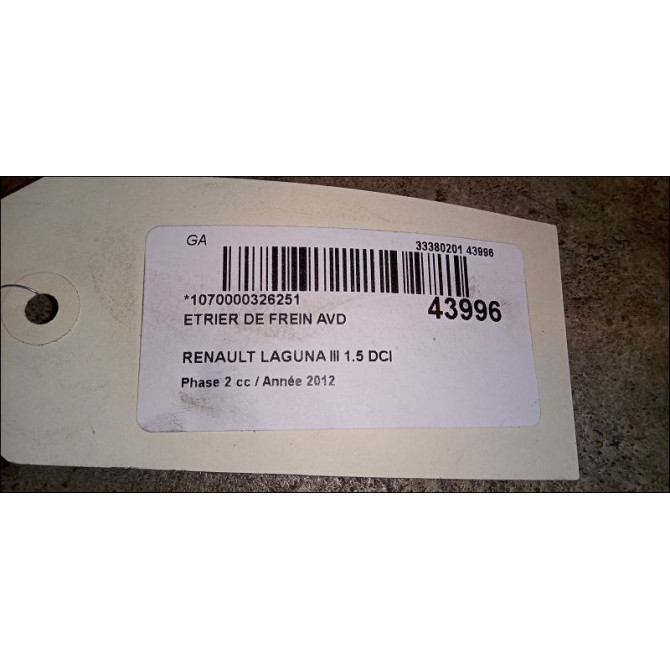 GA
33380201 43996
*1070000326251
43996
ETRIER DE FREIN AVD
RENAULT LAGUNA III 1.5 DCI
Phase 2 cc / Année 2012